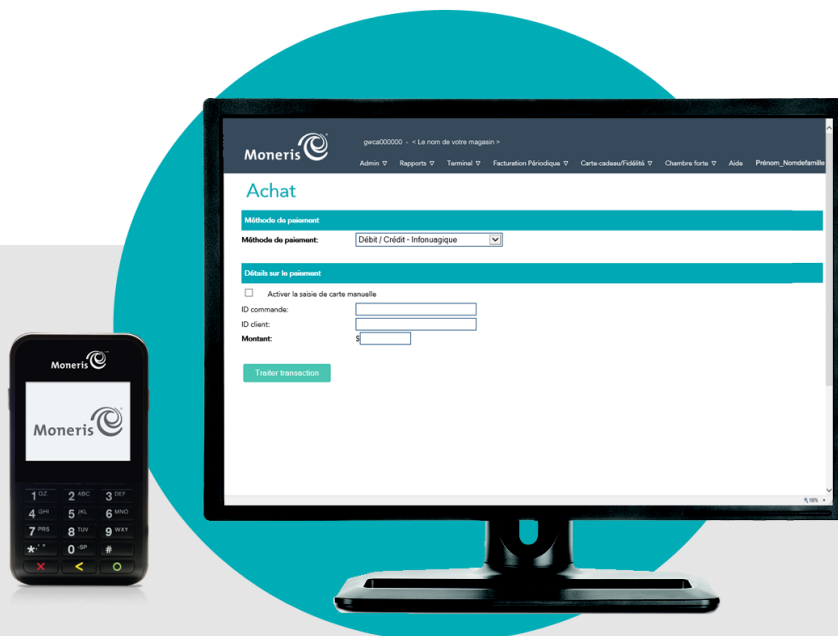 gwca000000 - < Le nom de votre magasin >
Moneris
Admin Rapports Terminal Facturation Périodique Carte-cadeau/Fidélité Chambre forte Aide Prénom_Nomdefamille
Achat
Méthode de paiement
Méthode de paiement: Débit / Crédit - Infonuagique
Détails sur le paiement
Activer la saisie de carte manuelle
ID commande:
ID client:
Montant: $
Traiter transaction
Moneris
Moneris
1 QZ 2 ABC 3 DEF
4 GHI 5 JKL 6 MNO
7 PRS 8 TUV 9 WXY
*,'" 0 -SP #